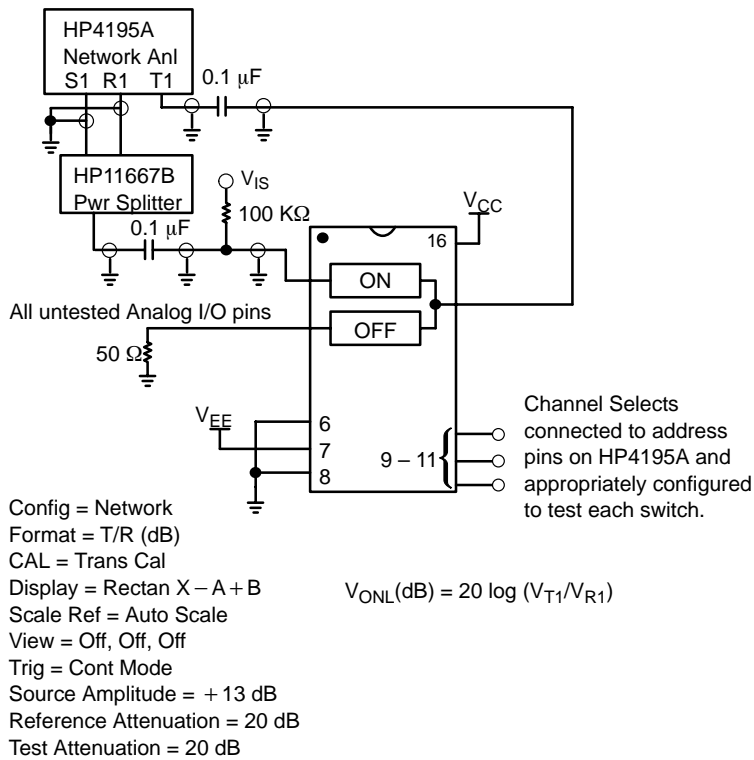 HP4195A
Network Anl
S1 R1 T1
0.1 μF
HP11667B
Pwr Splitter
V_IS
100 KΩ
0.1 μF
V_CC
16
ON
OFF
All untested Analog I/O pins
50 Ω
V_EE
6
7
8
9 – 11
Channel Selects
connected to address
pins on HP4195A and
appropriately configured
to test each switch.
Config = Network
Format = T/R (dB)
CAL = Trans Cal
Display = Rectan X – A + B
Scale Ref = Auto Scale
View = Off, Off, Off
Trig = Cont Mode
Source Amplitude = + 13 dB
Reference Attenuation = 20 dB
Test Attenuation = 20 dB
V_ONL(dB) = 20 log (V_T1/V_R1)